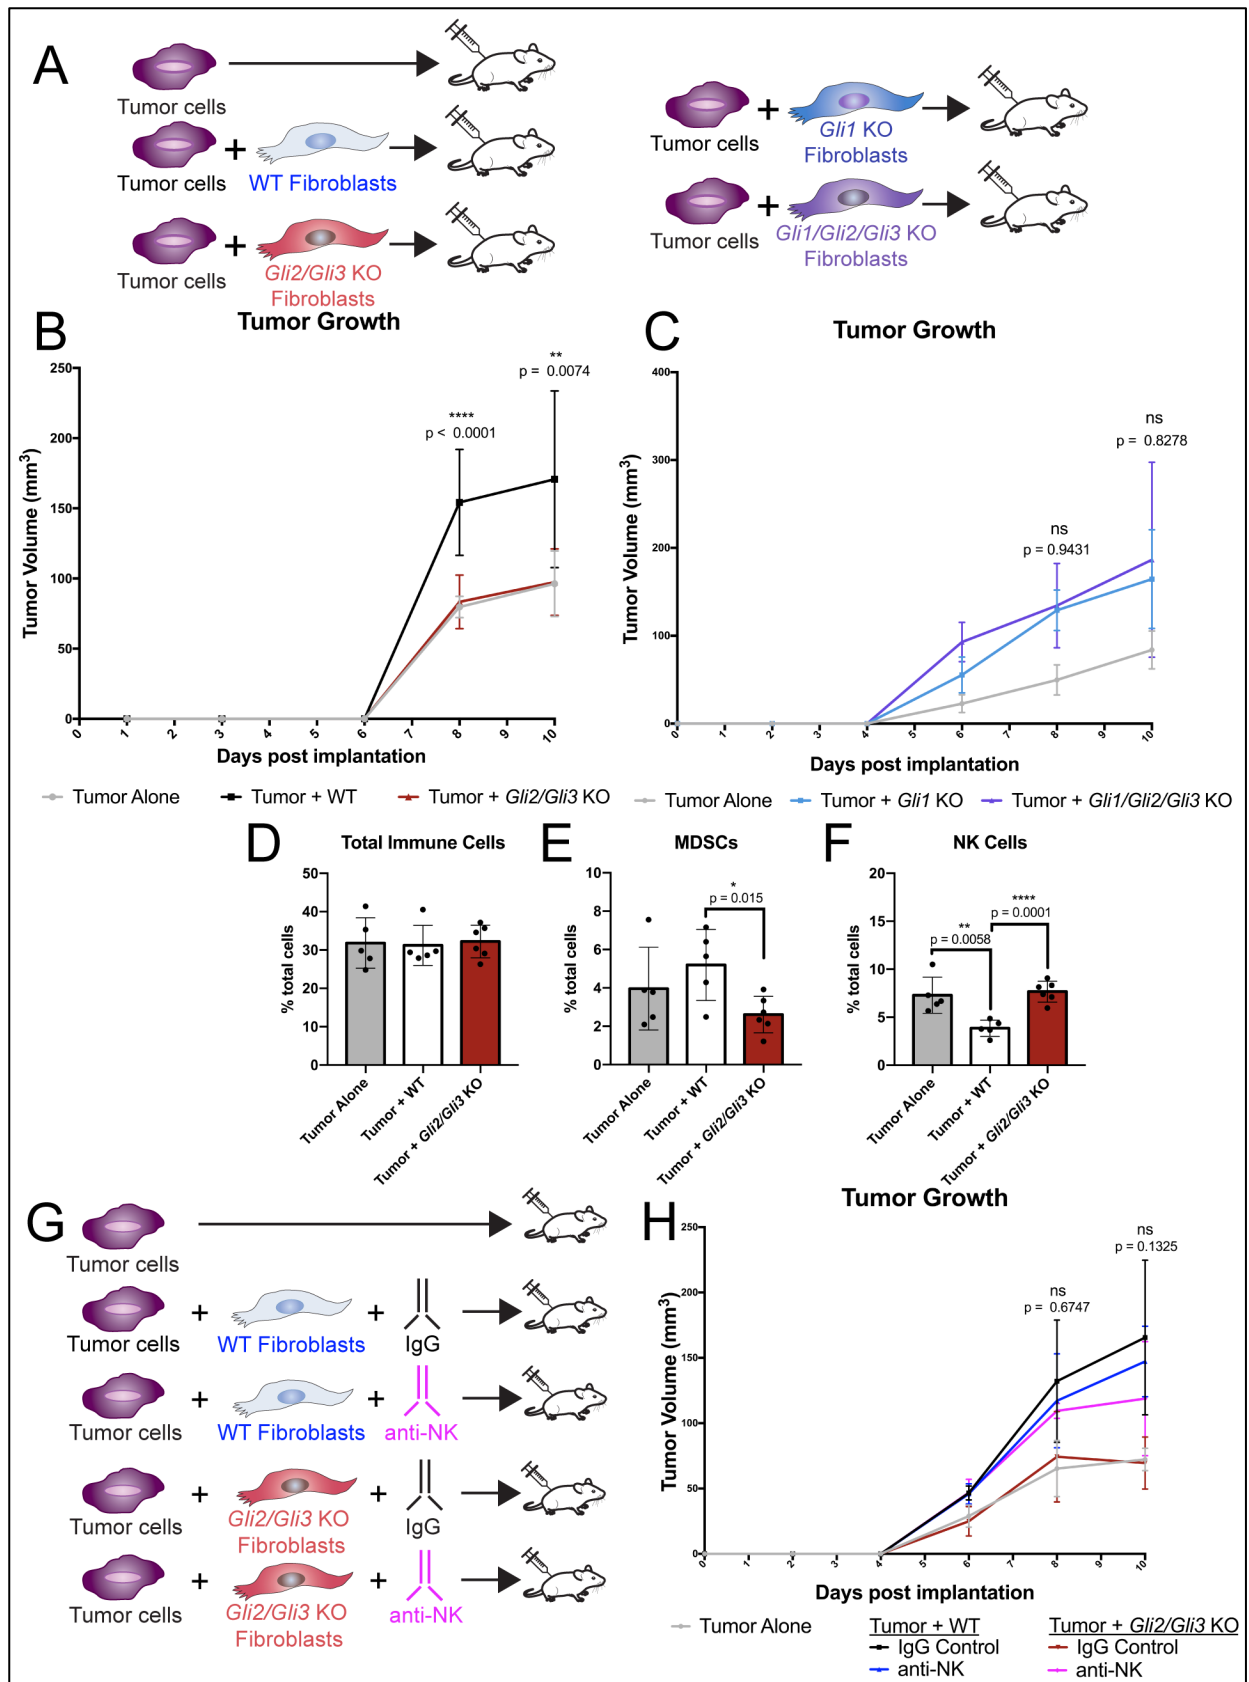 A
Tumor cells
Tumor cells
+
WT Fibroblasts
Tumor cells
+
Gli2/Gli3 KO
Fibroblasts
Tumor cells
+
Gli1 KO
Fibroblasts
Tumor cells
+
Gli1/Gli2/Gli3 KO
Fibroblasts
B
Tumor Growth
Tumor Volume (mm3)
250
200
150
100
50
0
****
p < 0.0001
**
p = 0.0074
0 1 2 3 4 5 6 7 8 9 10
Days post implantation
Tumor Alone
Tumor + WT
Tumor + Gli2/Gli3 KO
C
Tumor Growth
Tumor Volume (mm3)
400
300
200
100
0
ns
p = 0.9431
ns
p = 0.8278
0 1 2 3 4 5 6 7 8 9 10
Days post implantation
Tumor Alone
Tumor + Gli1 KO
Tumor + Gli1/Gli2/Gli3 KO
D
Total Immune Cells
% total cells
50
40
30
20
10
0
Tumor Alone
Tumor + WT
Tumor + Gli2/Gli3 KO
E
MDSCs
% total cells
10
8
6
4
2
0
*
p = 0.015
Tumor Alone
Tumor + WT
Tumor + Gli2/Gli3 KO
F
NK Cells
% total cells
20
15
10
5
0
**
p = 0.0058
****
p = 0.0001
Tumor Alone
Tumor + WT
Tumor + Gli2/Gli3 KO
G
Tumor cells
Tumor cells
+
WT Fibroblasts
+
IgG
Tumor cells
+
WT Fibroblasts
+
anti-NK
Tumor cells
+
Gli2/Gli3 KO
Fibroblasts
+
IgG
Tumor cells
+
Gli2/Gli3 KO
Fibroblasts
+
anti-NK
H
Tumor Growth
Tumor Volume (mm3)
250
200
150
100
50
0
ns
p = 0.6747
ns
p = 0.1325
0 1 2 3 4 5 6 7 8 9 10
Days post implantation
Tumor Alone
Tumor + WT
IgG Control
anti-NK
Tumor + Gli2/Gli3 KO
IgG Control
anti-NK